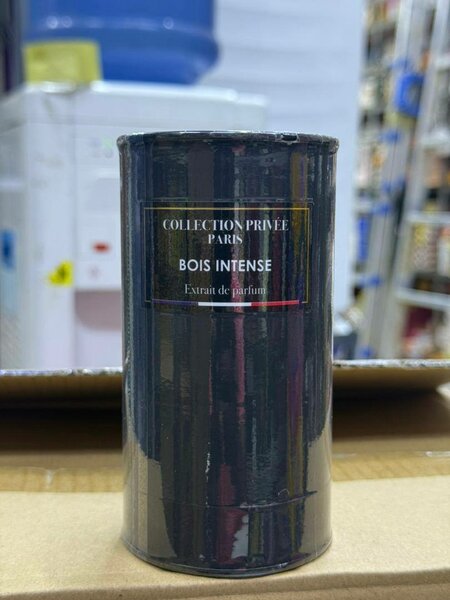 COLLECTION PRIVÉE
PARIS
BOIS INTENSE
Extrait de parfum